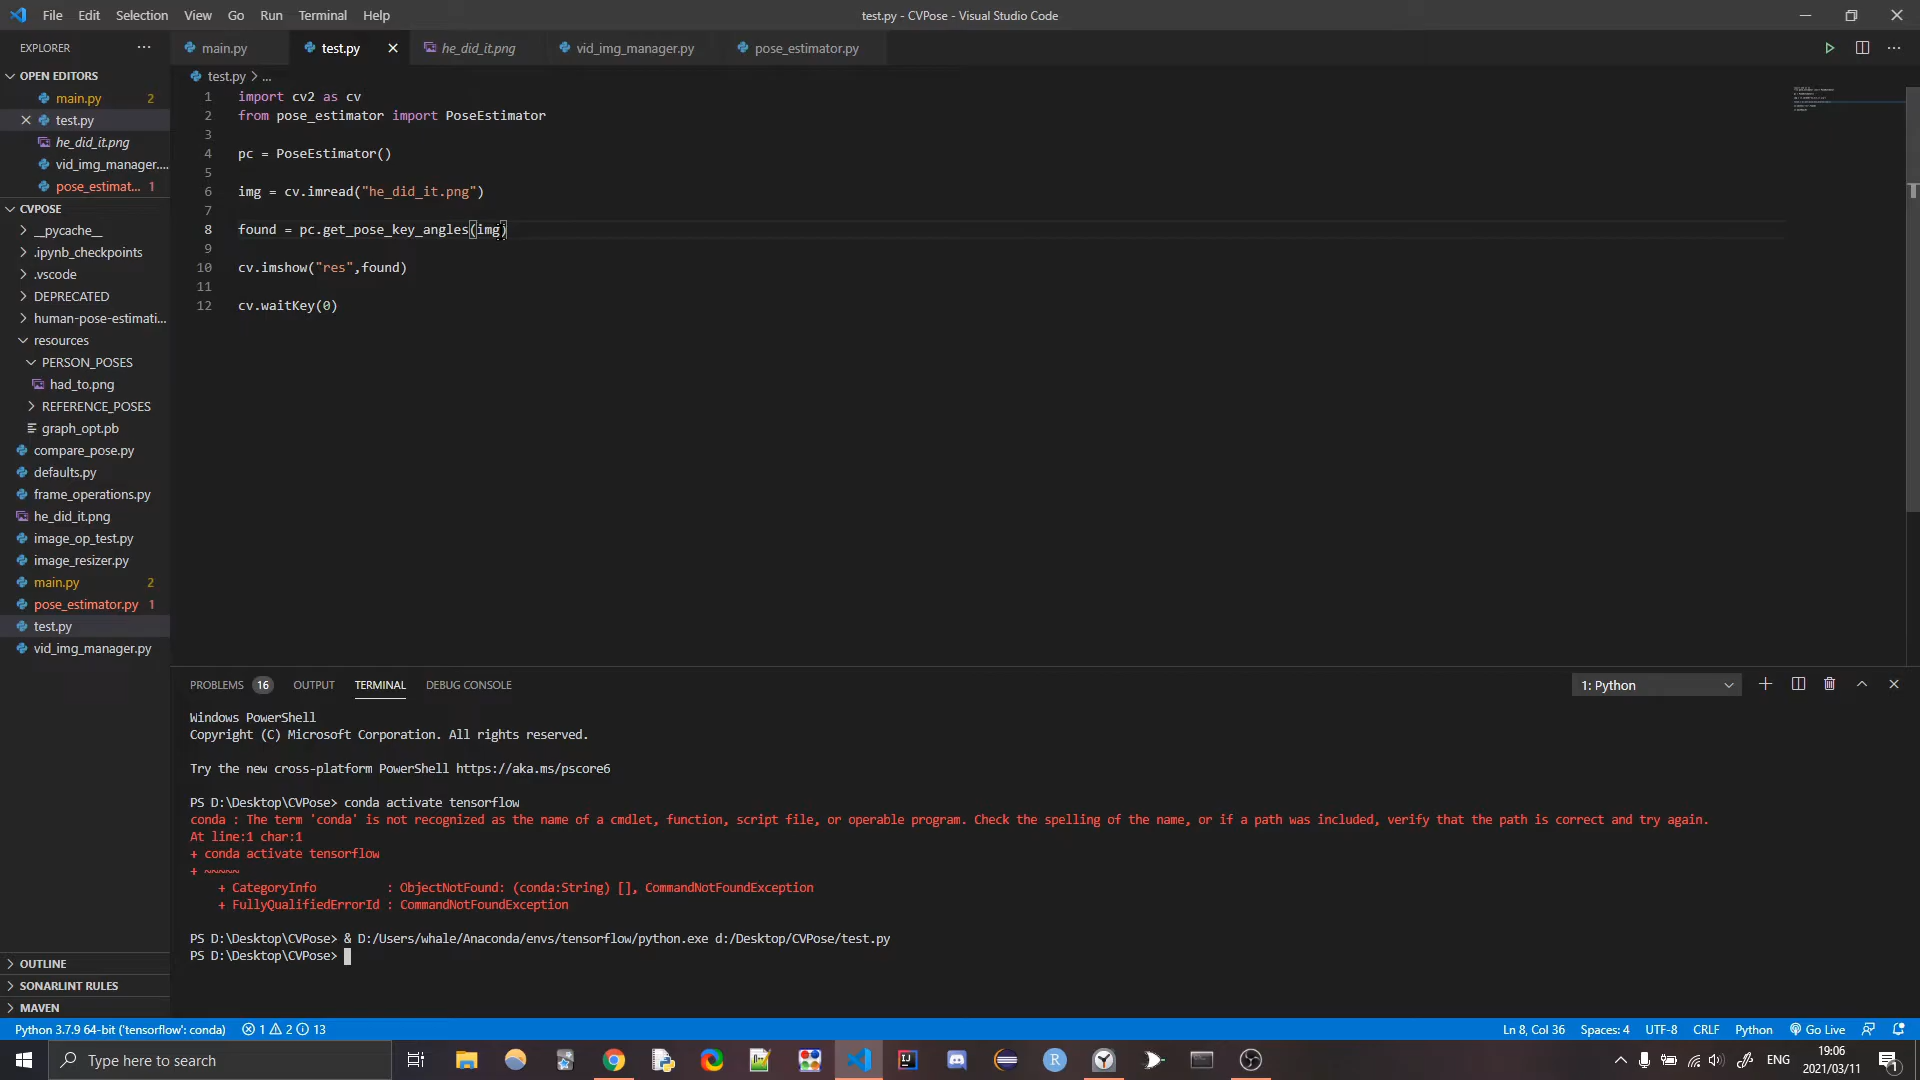 File Edit Selection View Go Run Terminal Help
test.py - CVPose - Visual Studio Code
EXPLORER
main.py
test.py
he_did_it.png
vid_img_manager.py
pose_estimator.py
OPEN EDITORS
main.py 2
test.py
he_did_it.png
vid_img_manager....
pose_estimat... 1
CVPOSE
__pycache__
.ipynb_checkpoints
.vscode
DEPRECATED
human-pose-estimati...
resources
PERSON_POSES
had_to.png
REFERENCE_POSES
graph_opt.pb
compare_pose.py
defaults.py
frame_operations.py
he_did_it.png
image_op_test.py
image_resizer.py
main.py 2
pose_estimator.py 1
test.py
vid_img_manager.py
OUTLINE
SONARLINT RULES
MAVEN
test.py > ...
1 import cv2 as cv
2 from pose_estimator import PoseEstimator
3
4 pc = PoseEstimator()
5
6 img = cv.imread("he_did_it.png")
7
8 found = pc.get_pose_key_angles(img)
9
10 cv.imshow("res",found)
11
12 cv.waitKey(0)
PROBLEMS 16 OUTPUT TERMINAL DEBUG CONSOLE
1: Python
Windows PowerShell
Copyright (C) Microsoft Corporation. All rights reserved.
Try the new cross-platform PowerShell https://aka.ms/pscore6
PS D:\Desktop\CVPose> conda activate tensorflow
conda : The term 'conda' is not recognized as the name of a cmdlet, function, script file, or operable program. Check the spelling of the name, or if a path was included, verify that the path is correct and try again.
At line:1 char:1
+ conda activate tensorflow
+ ~~~~~
+ CategoryInfo : ObjectNotFound: (conda:String) [], CommandNotFoundException
+ FullyQualifiedErrorId : CommandNotFoundException
PS D:\Desktop\CVPose> & D:/Users/whale/Anaconda/envs/tensorflow/python.exe d:/Desktop/CVPose/test.py
PS D:\Desktop\CVPose>
Python 3.7.9 64-bit ('tensorflow': conda) 1 2 13
Ln 8, Col 36 Spaces: 4 UTF-8 CRLF Python Go Live
Type here to search
ENG
19:06
2021/03/11
1